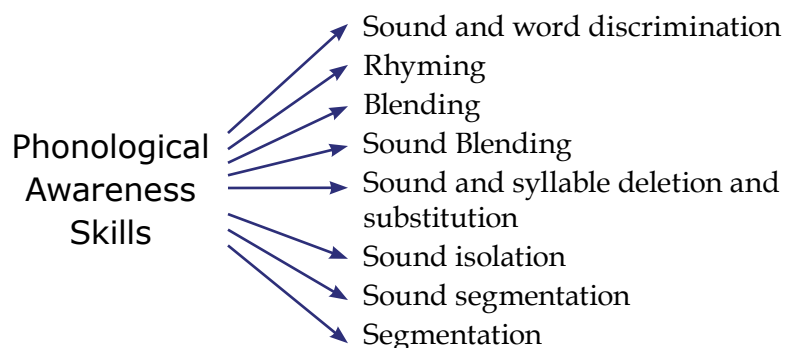 Phonological
Awareness
Skills
Sound and word discrimination
Rhyming
Blending
Sound Blending
Sound and syllable deletion and
substitution
Sound isolation
Sound segmentation
Segmentation